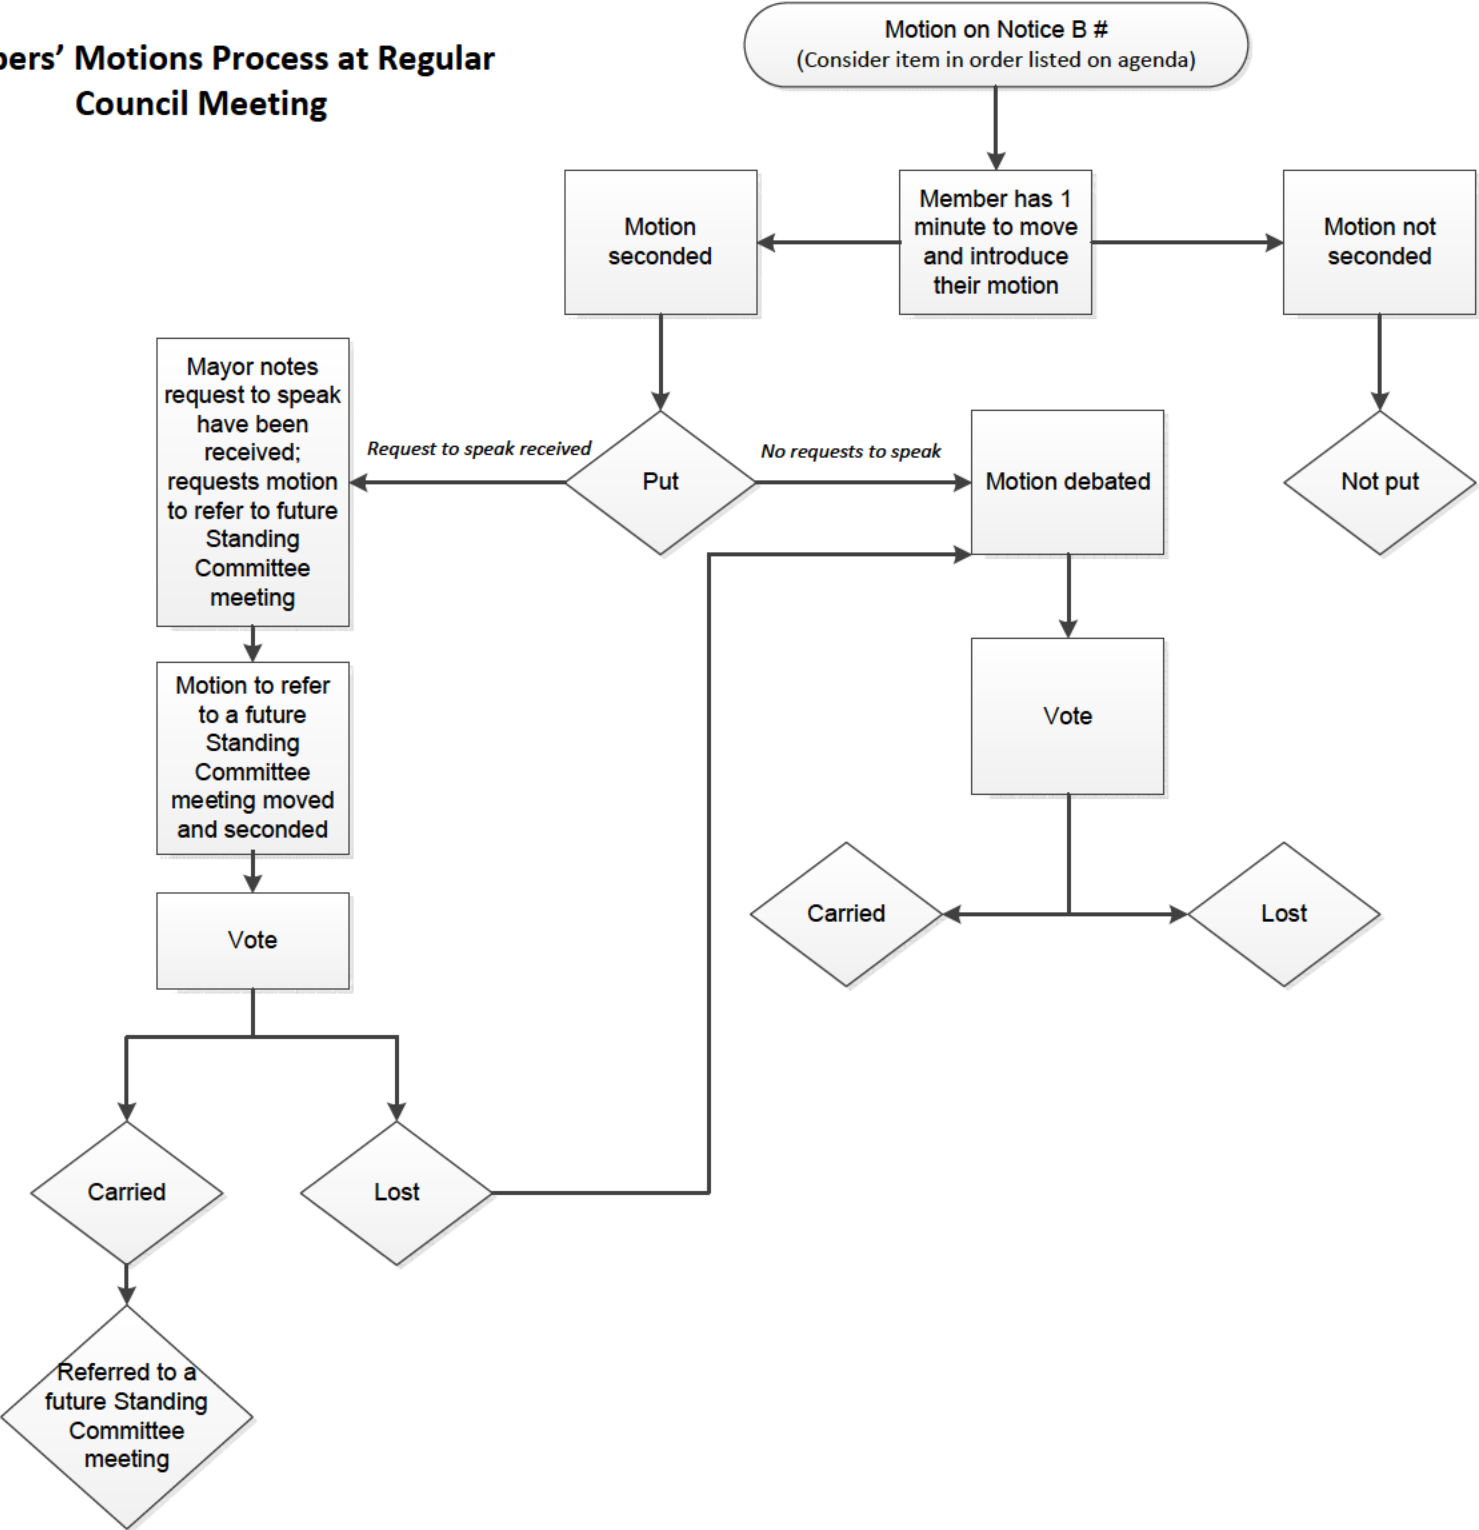 Motions Process at Regular
Council Meeting
Motion on Notice B #
(Consider item in order listed on agenda)
Motion
seconded
Member has 1
minute to move
and introduce
their motion
Motion not
seconded
Mayor notes
request to speak
have been
received;
requests motion
to refer to future
Standing
Committee
meeting
Request to speak received
Put
No requests to speak
Motion debated
Not put
Motion to refer
to a future
Standing
Committee
meeting moved
and seconded
Vote
Vote
Carried
Lost
Carried
Lost
Referred to a
future Standing
Committee
meeting